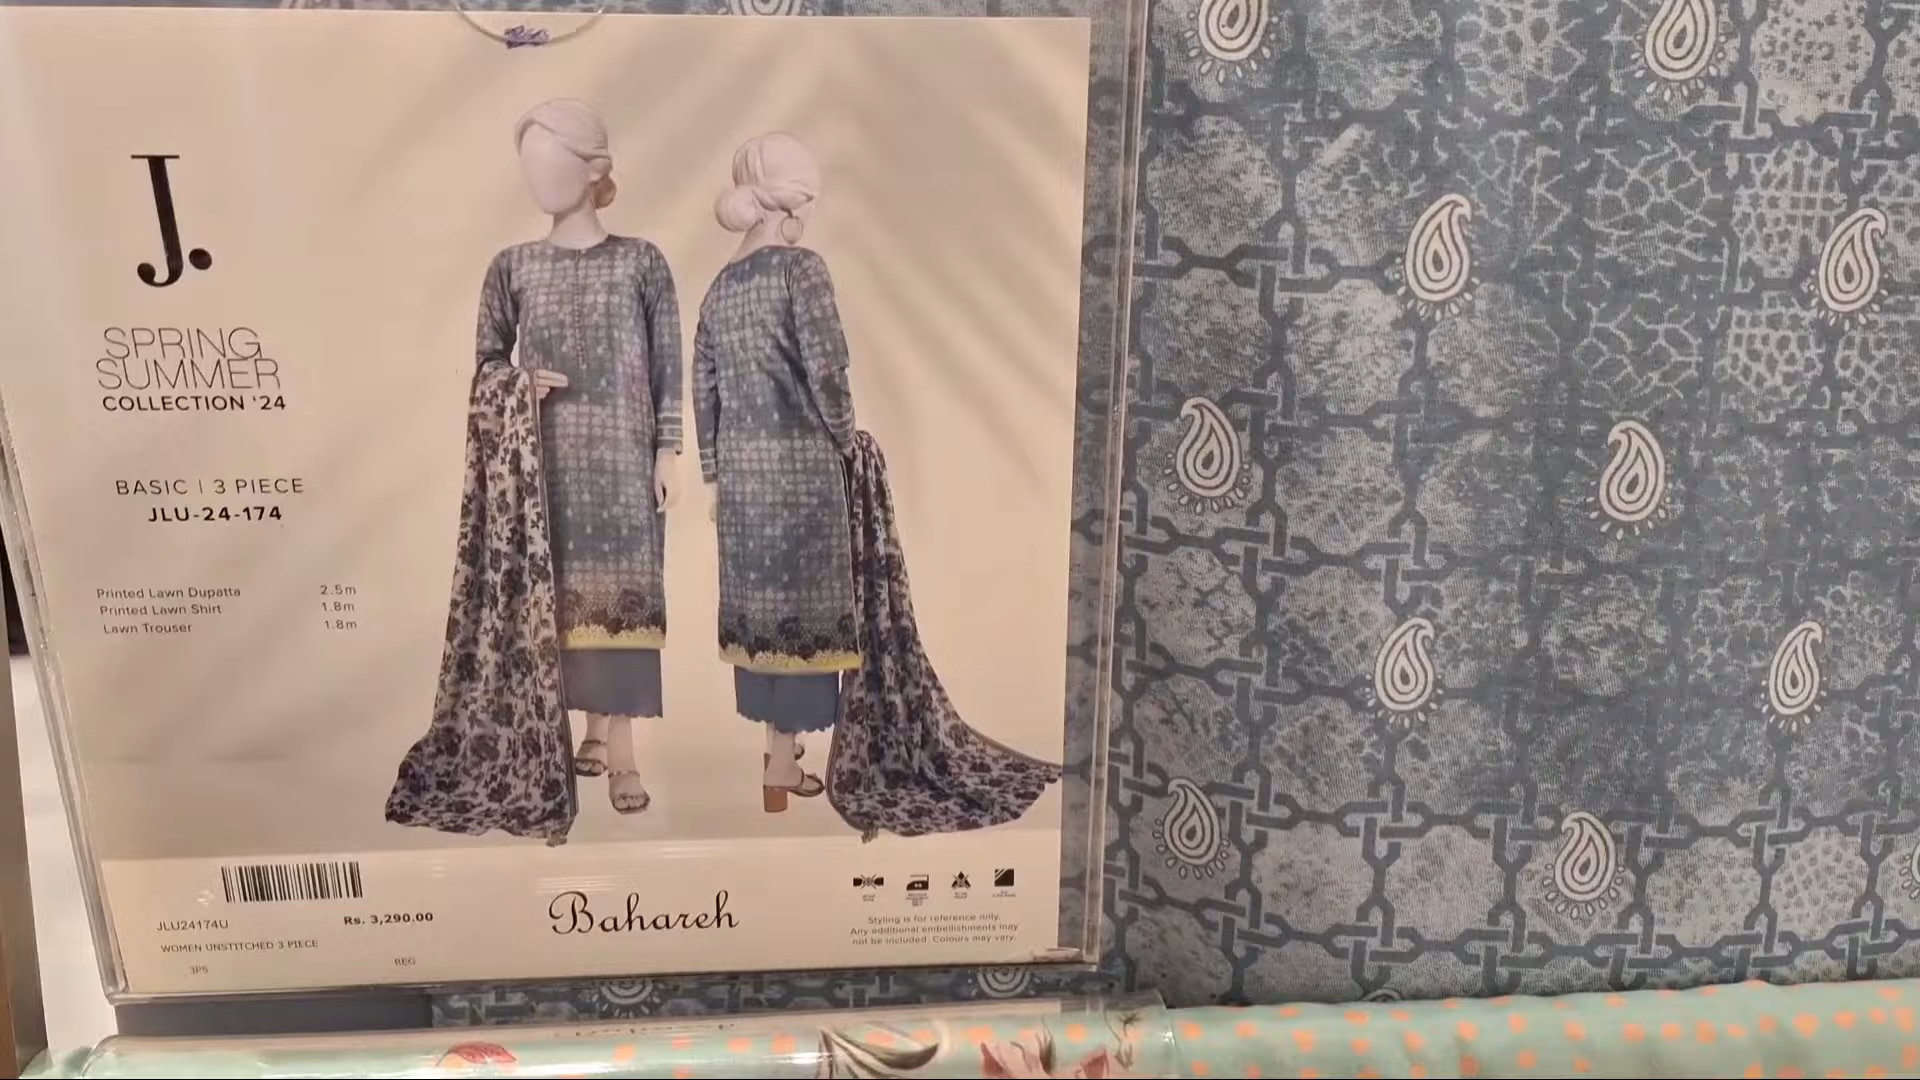 J.
SPRING
SUMMER
COLLECTION '24
BASIC | 3 PIECE
JLU-24-174
Printed Lawn Dupatta 2.5m
Printed Lawn Shirt 1.8m
Lawn Trouser 1.8m
JLU24174U Rs. 3,290.00
WOMEN UNSTITCHED 3 PIECE
3PS REG
Bahareh
Styling is for reference only.
Any additional embellishments may
not be included. Colours may vary.